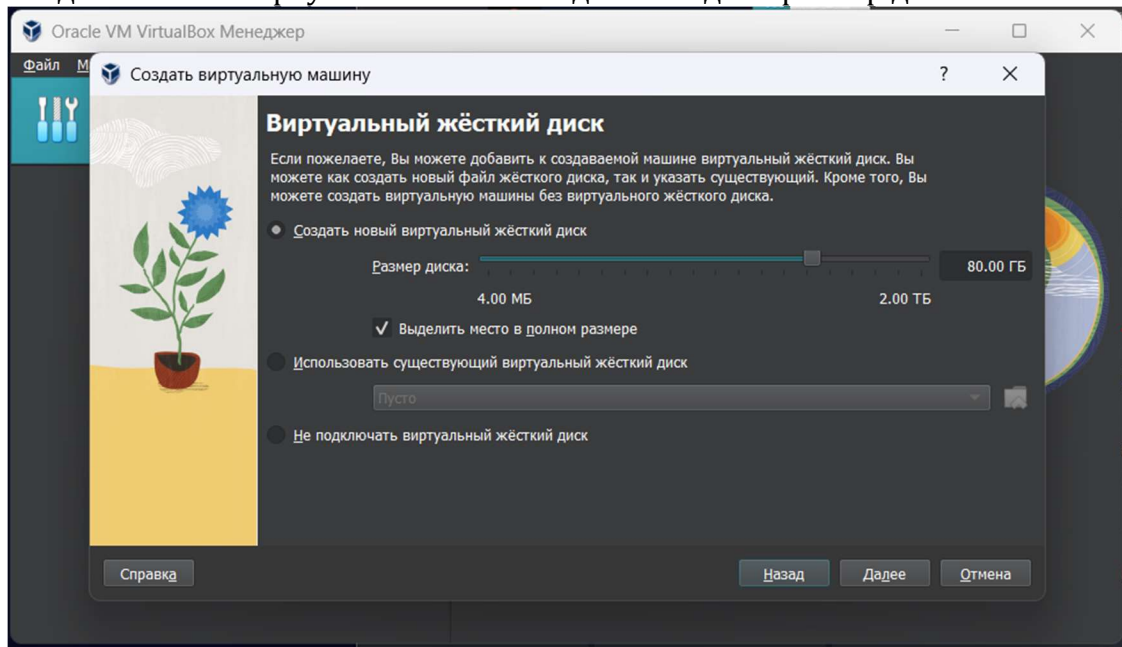 Oracle VM VirtualBox Менеджер
Файл М
Создать виртуальную машину
?
Виртуальный жёсткий диск
Если пожелаете, Вы можете добавить к создаваемой машине виртуальный жёсткий диск. Вы
можете как создать новый файл жёсткого диска, так и указать существующий. Кроме того, Вы
можете создать виртуальную машины без виртуального жёсткого диска.
Создать новый виртуальный жёсткий диск
Размер диска:
80.00 ГБ
4.00 МБ 2.00 ТБ
Выделить место в полном размере
Использовать существующий виртуальный жёсткий диск
Пусто
Не подключать виртуальный жёсткий диск
Справка Назад Далее Отмена